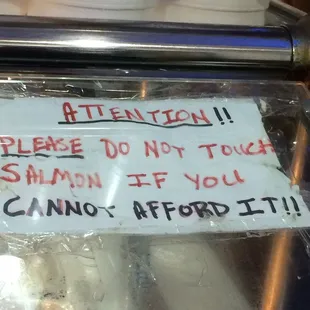 ATTENTION!!
PLEASE DO NOT TOUCH
SALMON IF YOU
CANNOT AFFORD IT!!